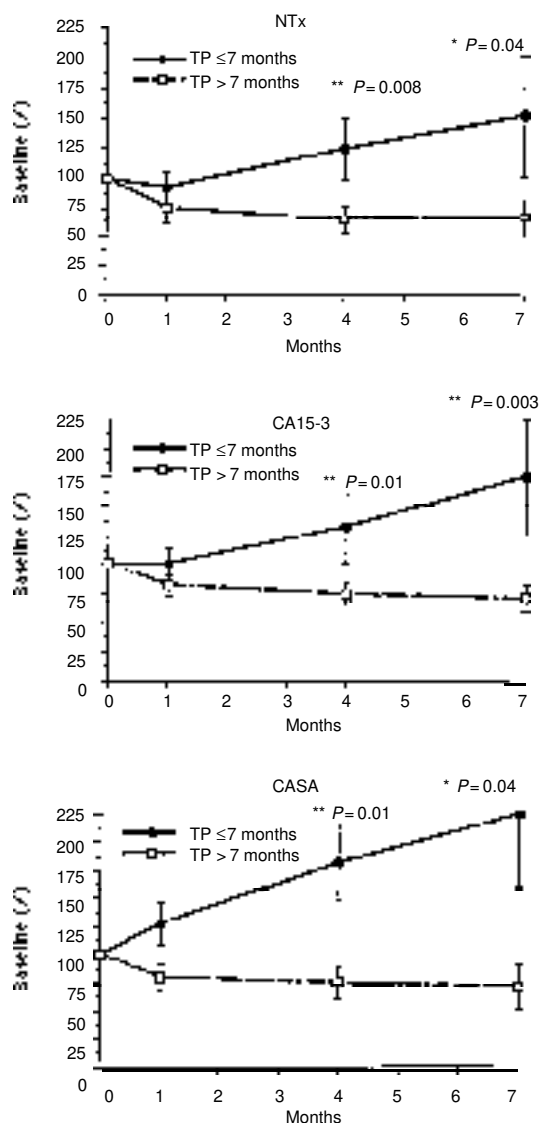 NTx
225
200
175
150
125
100
75
50
25
0
Baseline (%)
TP ≤7 months
TP > 7 months
** P = 0.008
* P = 0.04
0 1 2 3 4 5 6 7
Months
CA15-3
225
200
175
150
125
100
75
50
25
0
Baseline (%)
TP ≤7 months
TP > 7 months
** P = 0.01
** P = 0.003
0 1 2 3 4 5 6 7
Months
CASA
225
200
175
150
125
100
75
50
25
0
Baseline (%)
TP ≤7 months
TP > 7 months
** P = 0.01
* P = 0.04
0 1 2 3 4 5 6 7
Months